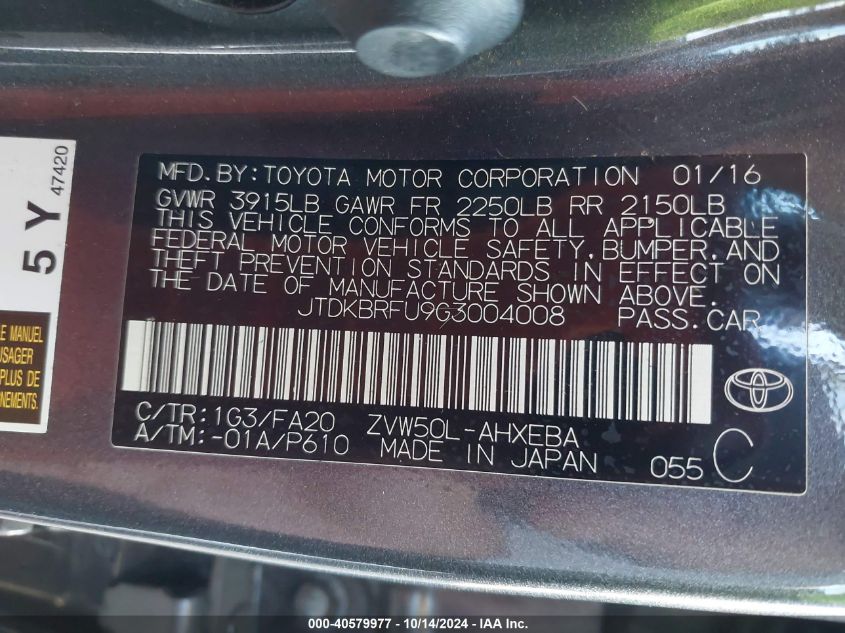 5 Y
47420
LE MANUEL
USAGER
PLUS DE
ONEMENTS.
MFD. BY: TOYOTA MOTOR CORPORATION 01/16
GVWR 3915LB GAWR FR 2250LB RR 2150LB
THIS VEHICLE CONFORMS TO ALL APPLICABLE
FEDERAL MOTOR VEHICLE SAFETY, BUMPER, AND
THEFT PREVENTION STANDARDS IN EFFECT ON
THE DATE OF MANUFACTURE SHOWN ABOVE.
JTDKBRFU9G3004008 PASS. CAR
C/TR: 1G3/FA20 ZVW50L-AHXEBA
A/TM: -01A/P610 MADE IN JAPAN 055 C
000-40579977 - 10/14/2024 - IAA Inc.